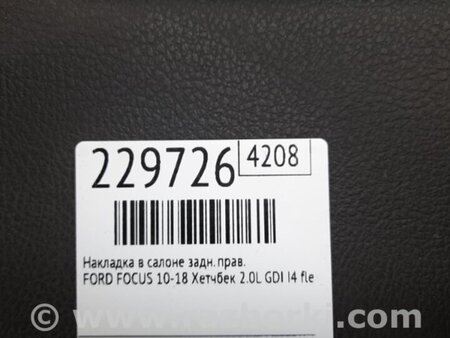 229726 4208
Накладка в салоне задн.прав.
FORD FOCUS 10-18 Хетчбек 2.0L GDI I4 fle